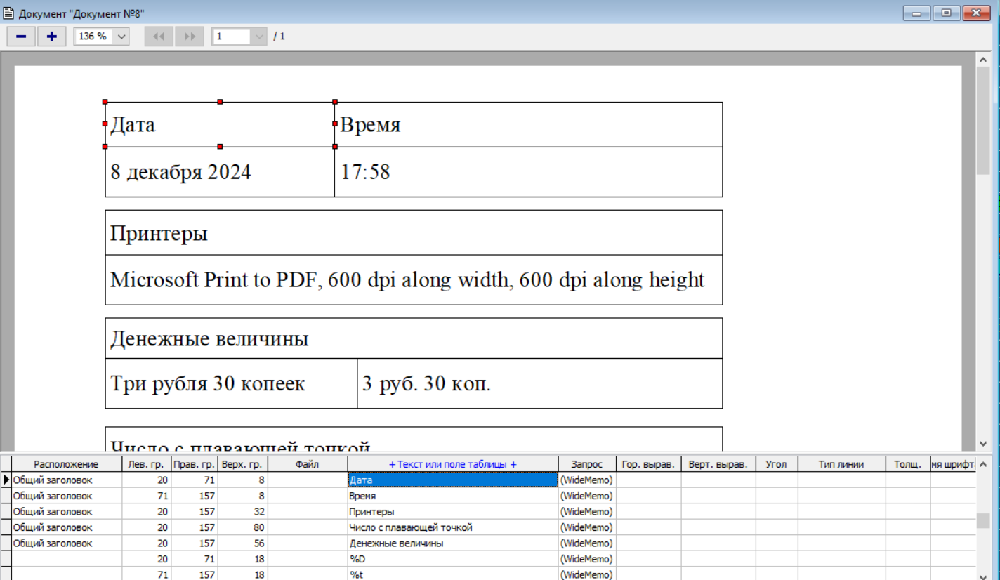 Документ "Документ №8"
136 % 1 / 1
Дата Время
8 декабря 2024 17:58
Принтеры
Microsoft Print to PDF, 600 dpi along width, 600 dpi along height
Денежные величины
Три рубля 30 копеек 3 руб. 30 коп.
Число с плавающей точкой
Расположение Лев. гр. Прав. гр. Верх. гр. Файл +Текст или поле таблицы + Запрос Гор. вырав. Верт. вырав. Угол Тип линии Толщ. мя шрифт
Общий заголовок 20 71 8 Дата (WideMemo)
Общий заголовок 71 157 8 Время (WideMemo)
Общий заголовок 20 157 32 Принтеры (WideMemo)
Общий заголовок 20 157 80 Число с плавающей точкой (WideMemo)
Общий заголовок 20 157 56 Денежные величины (WideMemo)
20 71 18 %D (WideMemo)
71 157 18 %t (WideMemo)